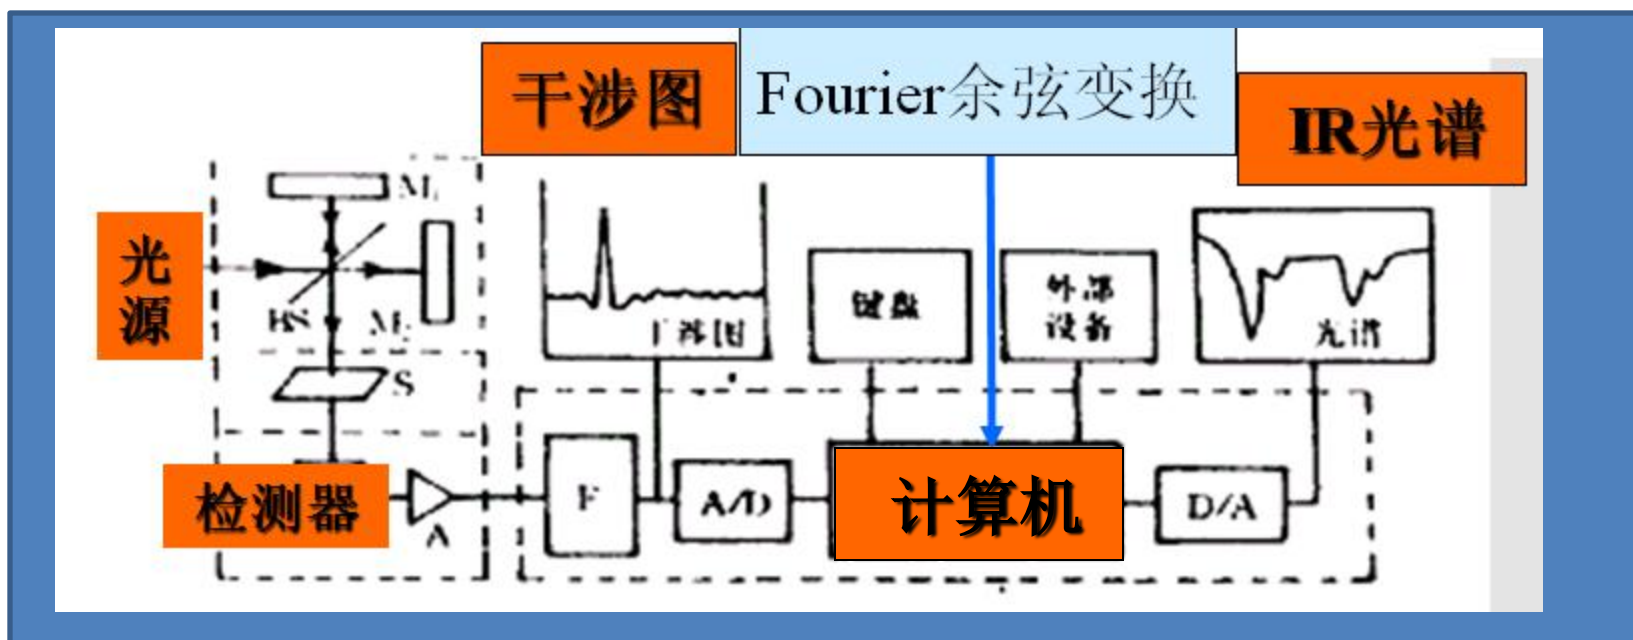 干涉图
Fourier余弦变换
IR光谱
M₁
光
源
BS
M₂
键盘
外部
设备
干涉图
光谱
S
检测器
A
F
A/D
计算机
D/A